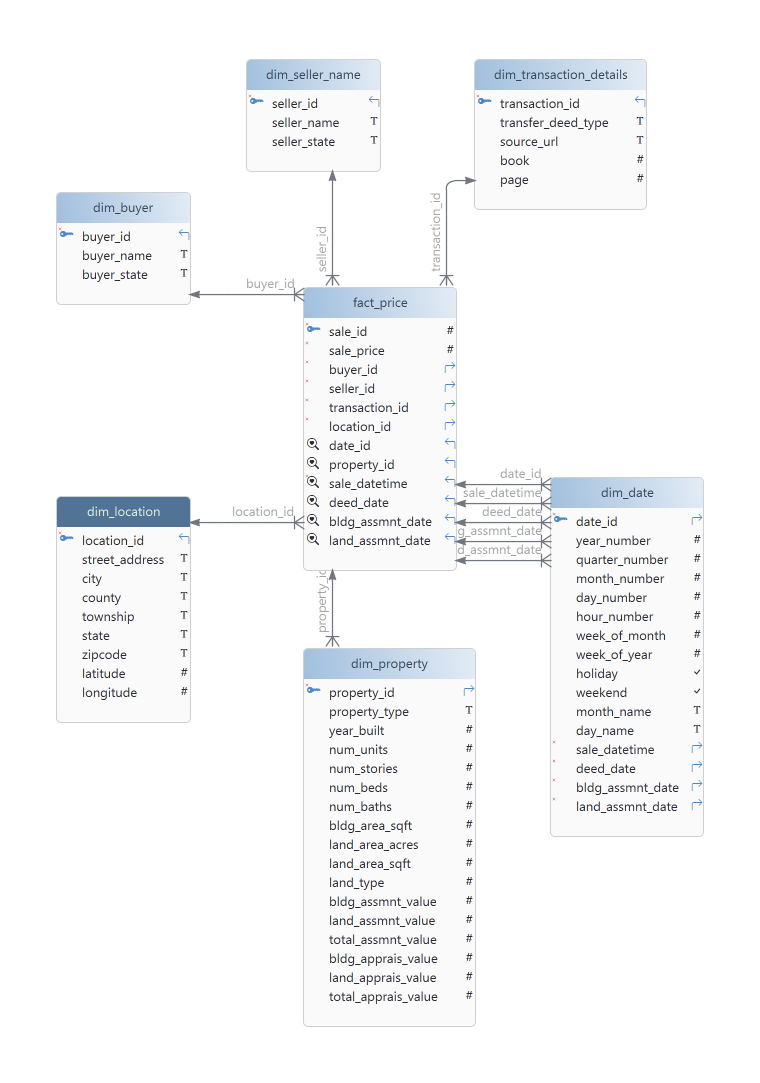 dim_seller_name
seller_id
seller_name T
seller_state T
dim_transaction_details
transaction_id
transfer_deed_type T
source_url T
book #
page #
dim_buyer
buyer_id
buyer_name T
buyer_state T
seller_id
transaction_id
buyer_id
fact_price
sale_id #
sale_price #
buyer_id
seller_id
transaction_id
location_id
date_id
property_id
sale_datetime
deed_date
bldg_assmnt_date
land_assmnt_date
date_id
sale_datetime
deed_date
g_assmnt_date
d_assmnt_date
location_id
property_id
dim_location
location_id
street_address T
city T
county T
township T
state T
zipcode T
latitude #
longitude #
dim_date
date_id
year_number #
quarter_number #
month_number #
day_number #
hour_number #
week_of_month #
week_of_year #
holiday
weekend
month_name T
day_name T
sale_datetime
deed_date
bldg_assmnt_date
land_assmnt_date
dim_property
property_id
property_type T
year_built #
num_units #
num_stories #
num_beds #
num_baths #
bldg_area_sqft #
land_area_acres #
land_area_sqft #
land_type #
bldg_assmnt_value #
land_assmnt_value #
total_assmnt_value #
bldg_apprais_value #
land_apprais_value #
total_apprais_value #